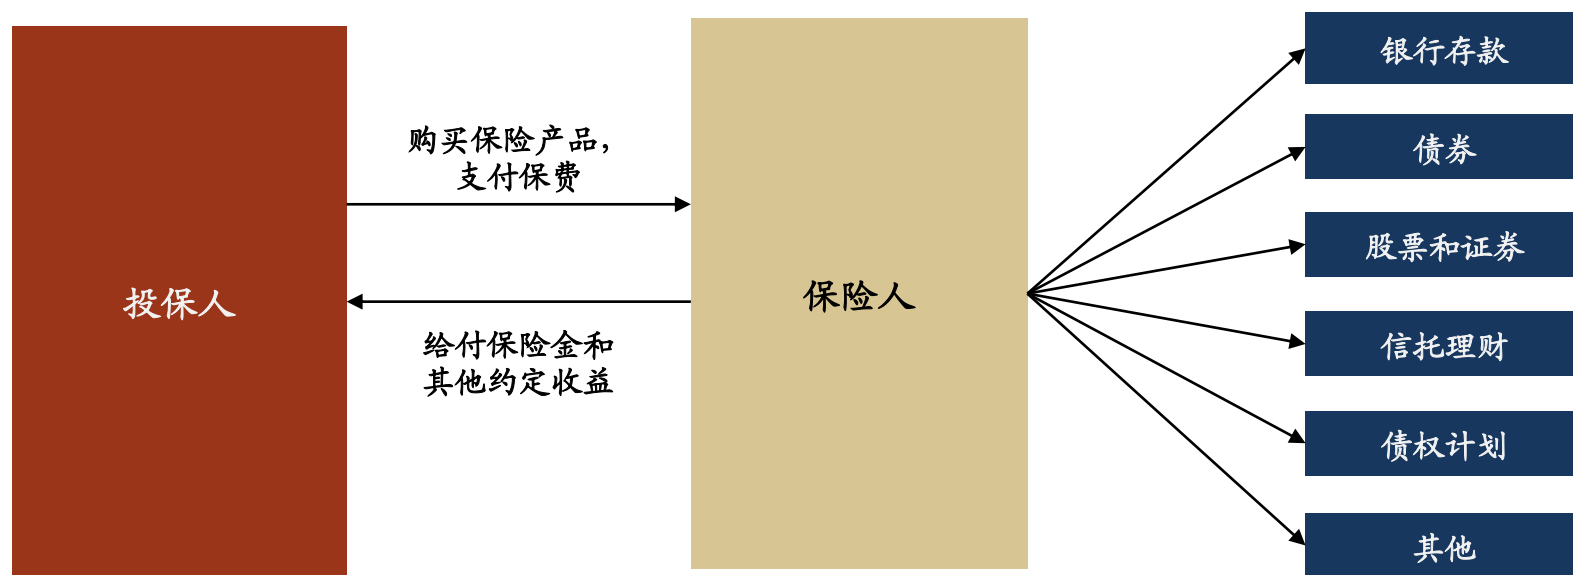 投保人
购买保险产品，
支付保费
给付保险金和
其他约定收益
保险人
银行存款
债券
股票和证券
信托理财
债权计划
其他